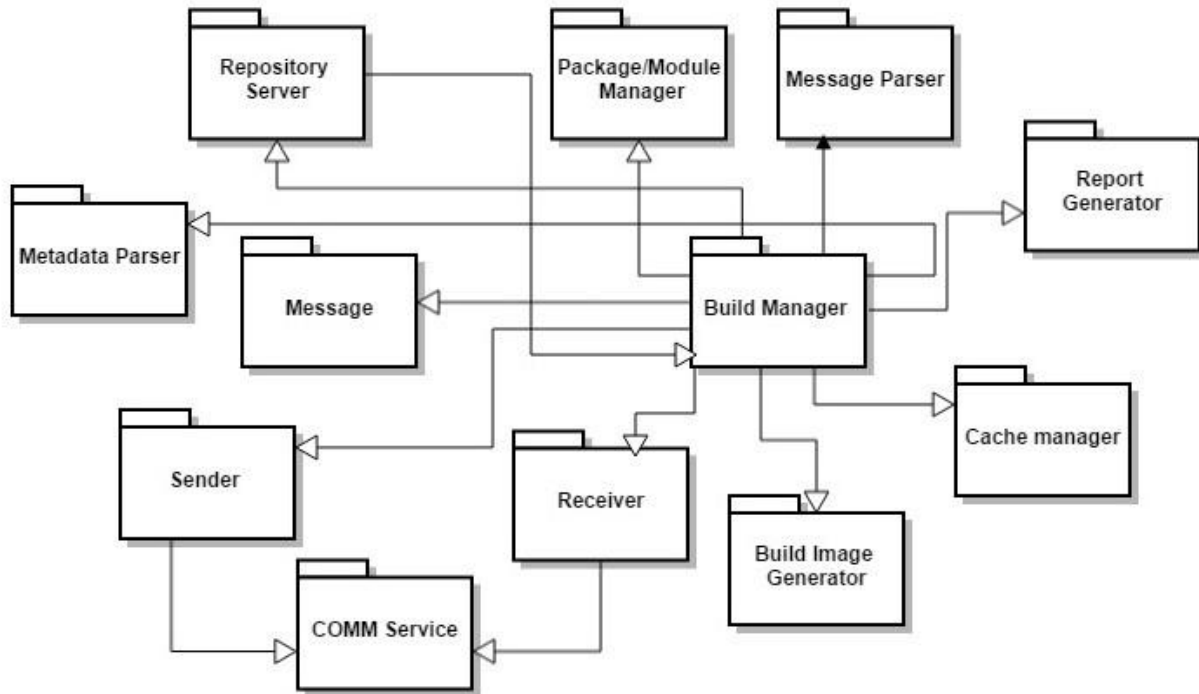 Repository
Server
Package/Module
Manager
Message Parser
Report
Generator
Metadata Parser
Message
Build Manager
Cache manager
Sender
Receiver
Build Image
Generator
COMM Service